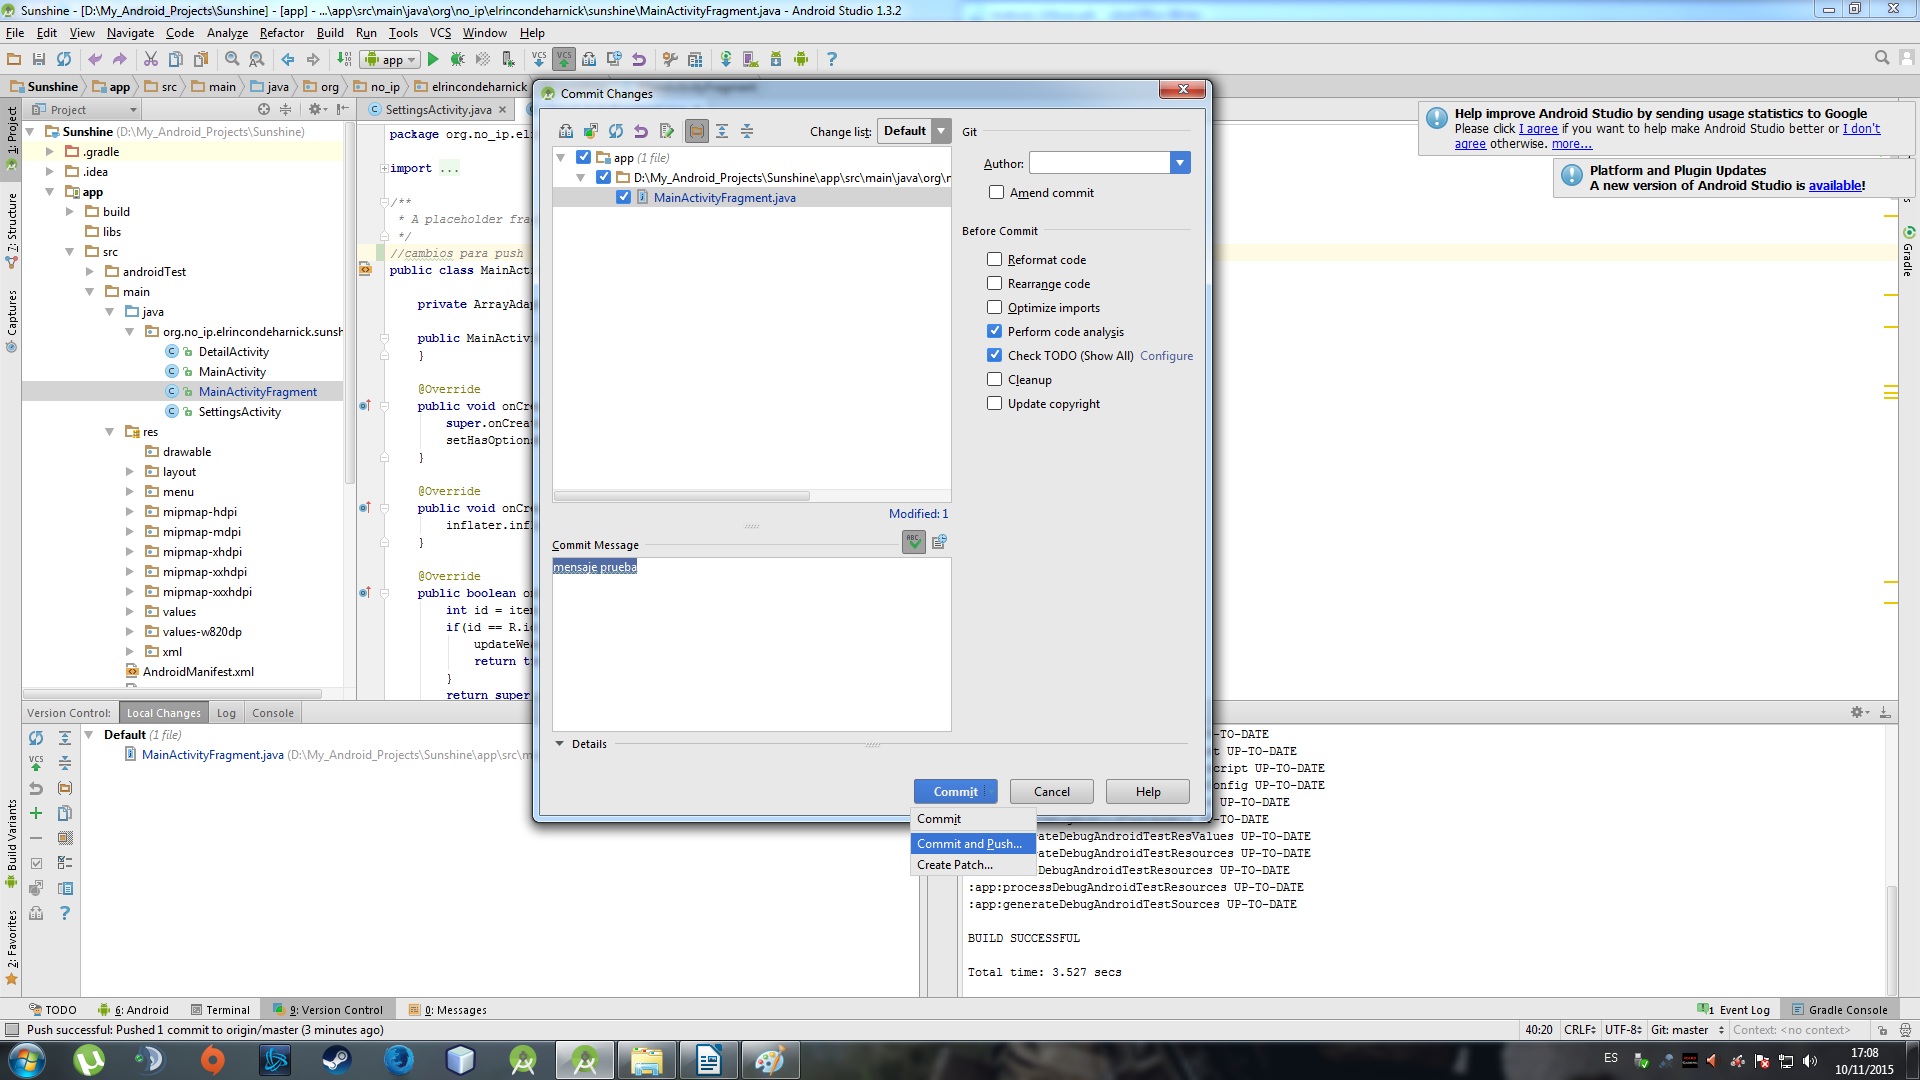 Sunshine - [D:\My_Android_Projects\Sunshine] - [app] - ...\app\src\main\java\org\no_ip\elrincondeharnick\sunshine\MainActivityFragment.java - Android Studio 1.3.2
File Edit View Navigate Code Analyze Refactor Build Run Tools VCS Window Help
app
Sunshine app src main java org no_ip elrincondeharnick
Project
SettingsActivity.java
1: Project
7: Structure
Captures
Build Variants
2: Favorites
Gradle
Sunshine (D:\My_Android_Projects\Sunshine)
.gradle
.idea
app
build
libs
src
androidTest
main
java
org.no_ip.elrincondeharnick.sunsh
DetailActivity
MainActivity
MainActivityFragment
SettingsActivity
res
drawable
layout
menu
mipmap-hdpi
mipmap-mdpi
mipmap-xhdpi
mipmap-xxhdpi
mipmap-xxxhdpi
values
values-w820dp
xml
AndroidManifest.xml
package org.no_ip.el
import ...
/**
* A placeholder fra
*/
//cambios para push
public class MainAct
private ArrayAda
public MainActiv
}
@Override
public void onCre
super.onCreat
setHasOption
}
@Override
public void onCre
inflater.inf
}
@Override
public boolean on
int id = iter
if(id == R.i
updateWea
return t
}
return super
Commit Changes
Change list: Default
app (1 file)
D:\My_Android_Projects\Sunshine\app\src\main\java\org\n
MainActivityFragment.java
Modified: 1
Commit Message
mensaje prueba
Details
Git
Author:
Amend commit
Before Commit
Reformat code
Rearrange code
Optimize imports
Perform code analysis
Check TODO (Show All) Configure
Cleanup
Update copyright
Commit Cancel Help
Commit
Commit and Push...
Create Patch...
Help improve Android Studio by sending usage statistics to Google
Please click I agree if you want to help make Android Studio better or I don't
agree otherwise. more...
Platform and Plugin Updates
A new version of Android Studio is available!
Version Control: Local Changes Log Console
Default (1 file)
MainActivityFragment.java (D:\My_Android_Projects\Sunshine\app\src\m
-TO-DATE
t UP-TO-DATE
cript UP-TO-DATE
onfig UP-TO-DATE
UP-TO-DATE
-TO-DATE
ateDebugAndroidTestResValues UP-TO-DATE
erateDebugAndroidTestResources UP-TO-DATE
eDebugAndroidTestResources UP-TO-DATE
:app:processDebugAndroidTestResources UP-TO-DATE
:app:generateDebugAndroidTestSources UP-TO-DATE
BUILD SUCCESSFUL
Total time: 3.527 secs
TODO 6: Android Terminal 9: Version Control 0: Messages 1 Event Log Gradle Console
Push successful: Pushed 1 commit to origin/master (3 minutes ago) 40:20 CRLF UTF-8 Git: master Context: <no context>
ES
17:08
10/11/2015